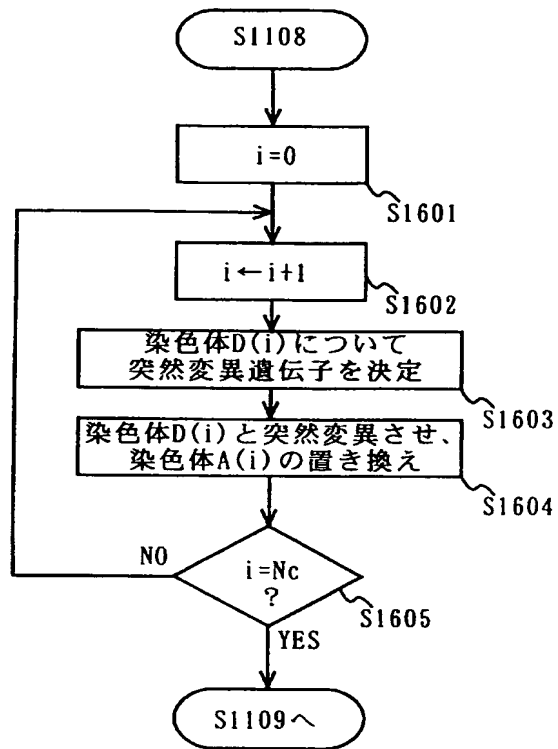 S1108
i=0
S1601
i←i+1
S1602
染色体D(i)について
突然変異遺伝子を決定
S1603
染色体D(i)と突然変異させ、
染色体A(i)の置き換え
S1604
NO
i=Nc
?
S1605
YES
S1109へ